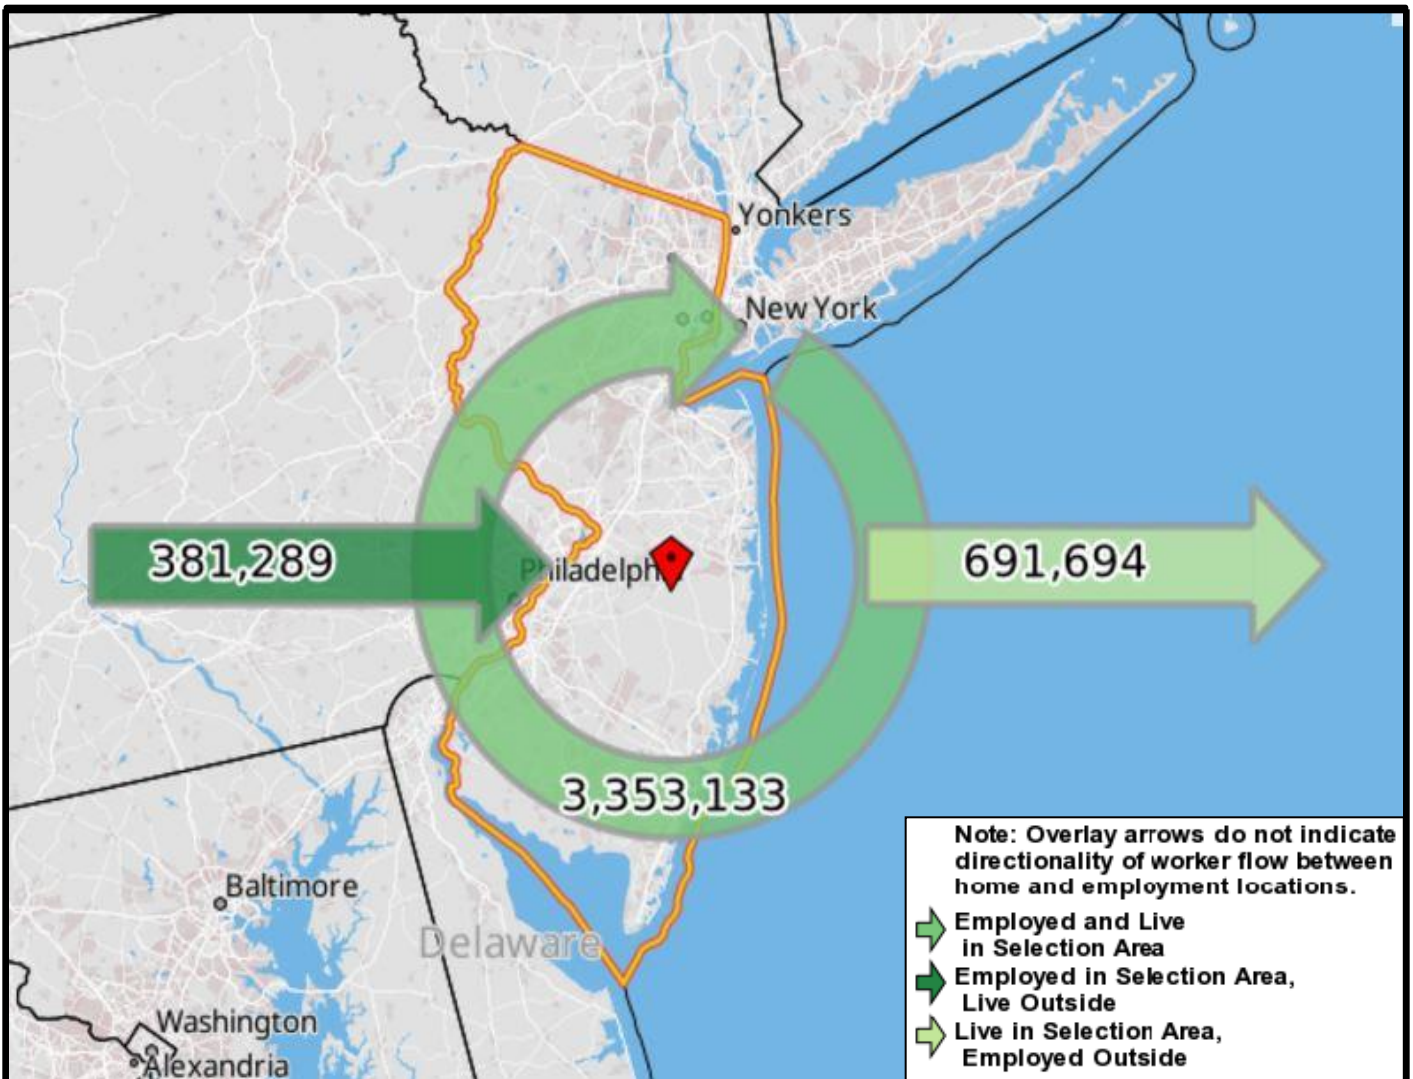 Yonkers
New York
381,289
Philadelph
691,694
3,353,133
Note: Overlay arrows do not indicate
directionality of worker flow between
home and employment locations.
Baltimore
Employed and Live
in Selection Area
Delaware
Employed in Selection Area,
Live Outside
Washington
Live in Selection Area,
Employed Outside
Alexandria